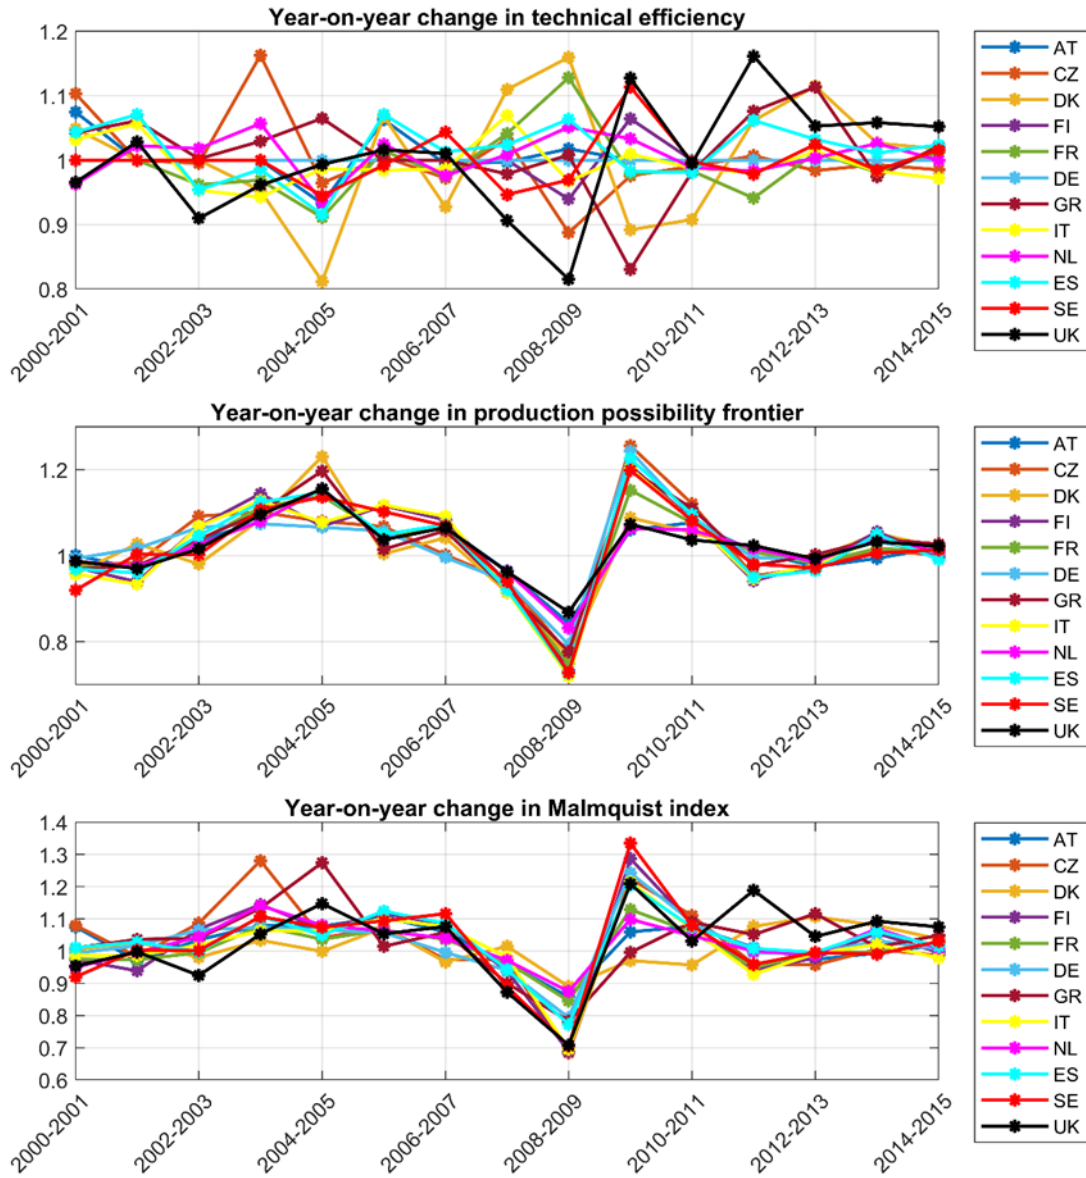 Year-on-year change in technical efficiency
1.2
1.1
1
0.9
0.8
2000-2001
2002-2003
2004-2005
2006-2007
2008-2009
2010-2011
2012-2013
2014-2015
AT
CZ
DK
FI
FR
DE
GR
IT
NL
ES
SE
UK
Year-on-year change in production possibility frontier
1.2
1
0.8
2000-2001
2002-2003
2004-2005
2006-2007
2008-2009
2010-2011
2012-2013
2014-2015
AT
CZ
DK
FI
FR
DE
GR
IT
NL
ES
SE
UK
Year-on-year change in Malmquist index
1.4
1.3
1.2
1.1
1
0.9
0.8
0.7
0.6
2000-2001
2002-2003
2004-2005
2006-2007
2008-2009
2010-2011
2012-2013
2014-2015
AT
CZ
DK
FI
FR
DE
GR
IT
NL
ES
SE
UK